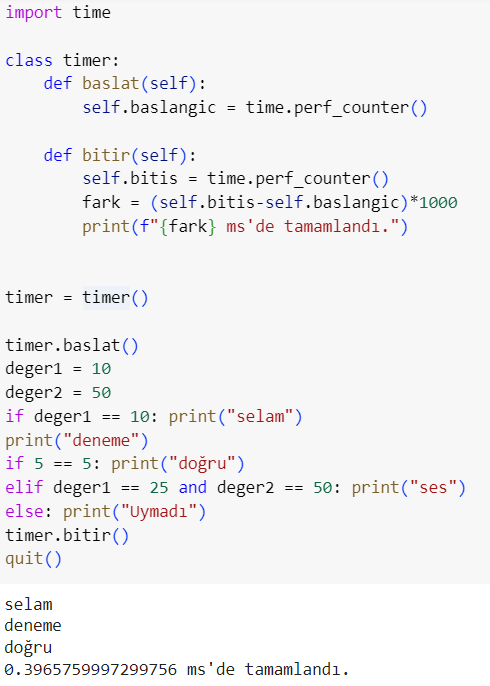 import time
class timer:
    def baslat(self):
        self.baslangic = time.perf_counter()
    def bitir(self):
        self.bitis = time.perf_counter()
        fark = (self.bitis-self.baslangic)*1000
        print(f"{fark} ms'de tamamlandı.")
timer = timer()
timer.baslat()
deger1 = 10
deger2 = 50
if deger1 == 10: print("selam")
print("deneme")
if 5 == 5: print("doğru")
elif deger1 == 25 and deger2 == 50: print("ses")
else: print("Uymadı")
timer.bitir()
quit()
selam
deneme
doğru
0.3965759997299756 ms'de tamamlandı.